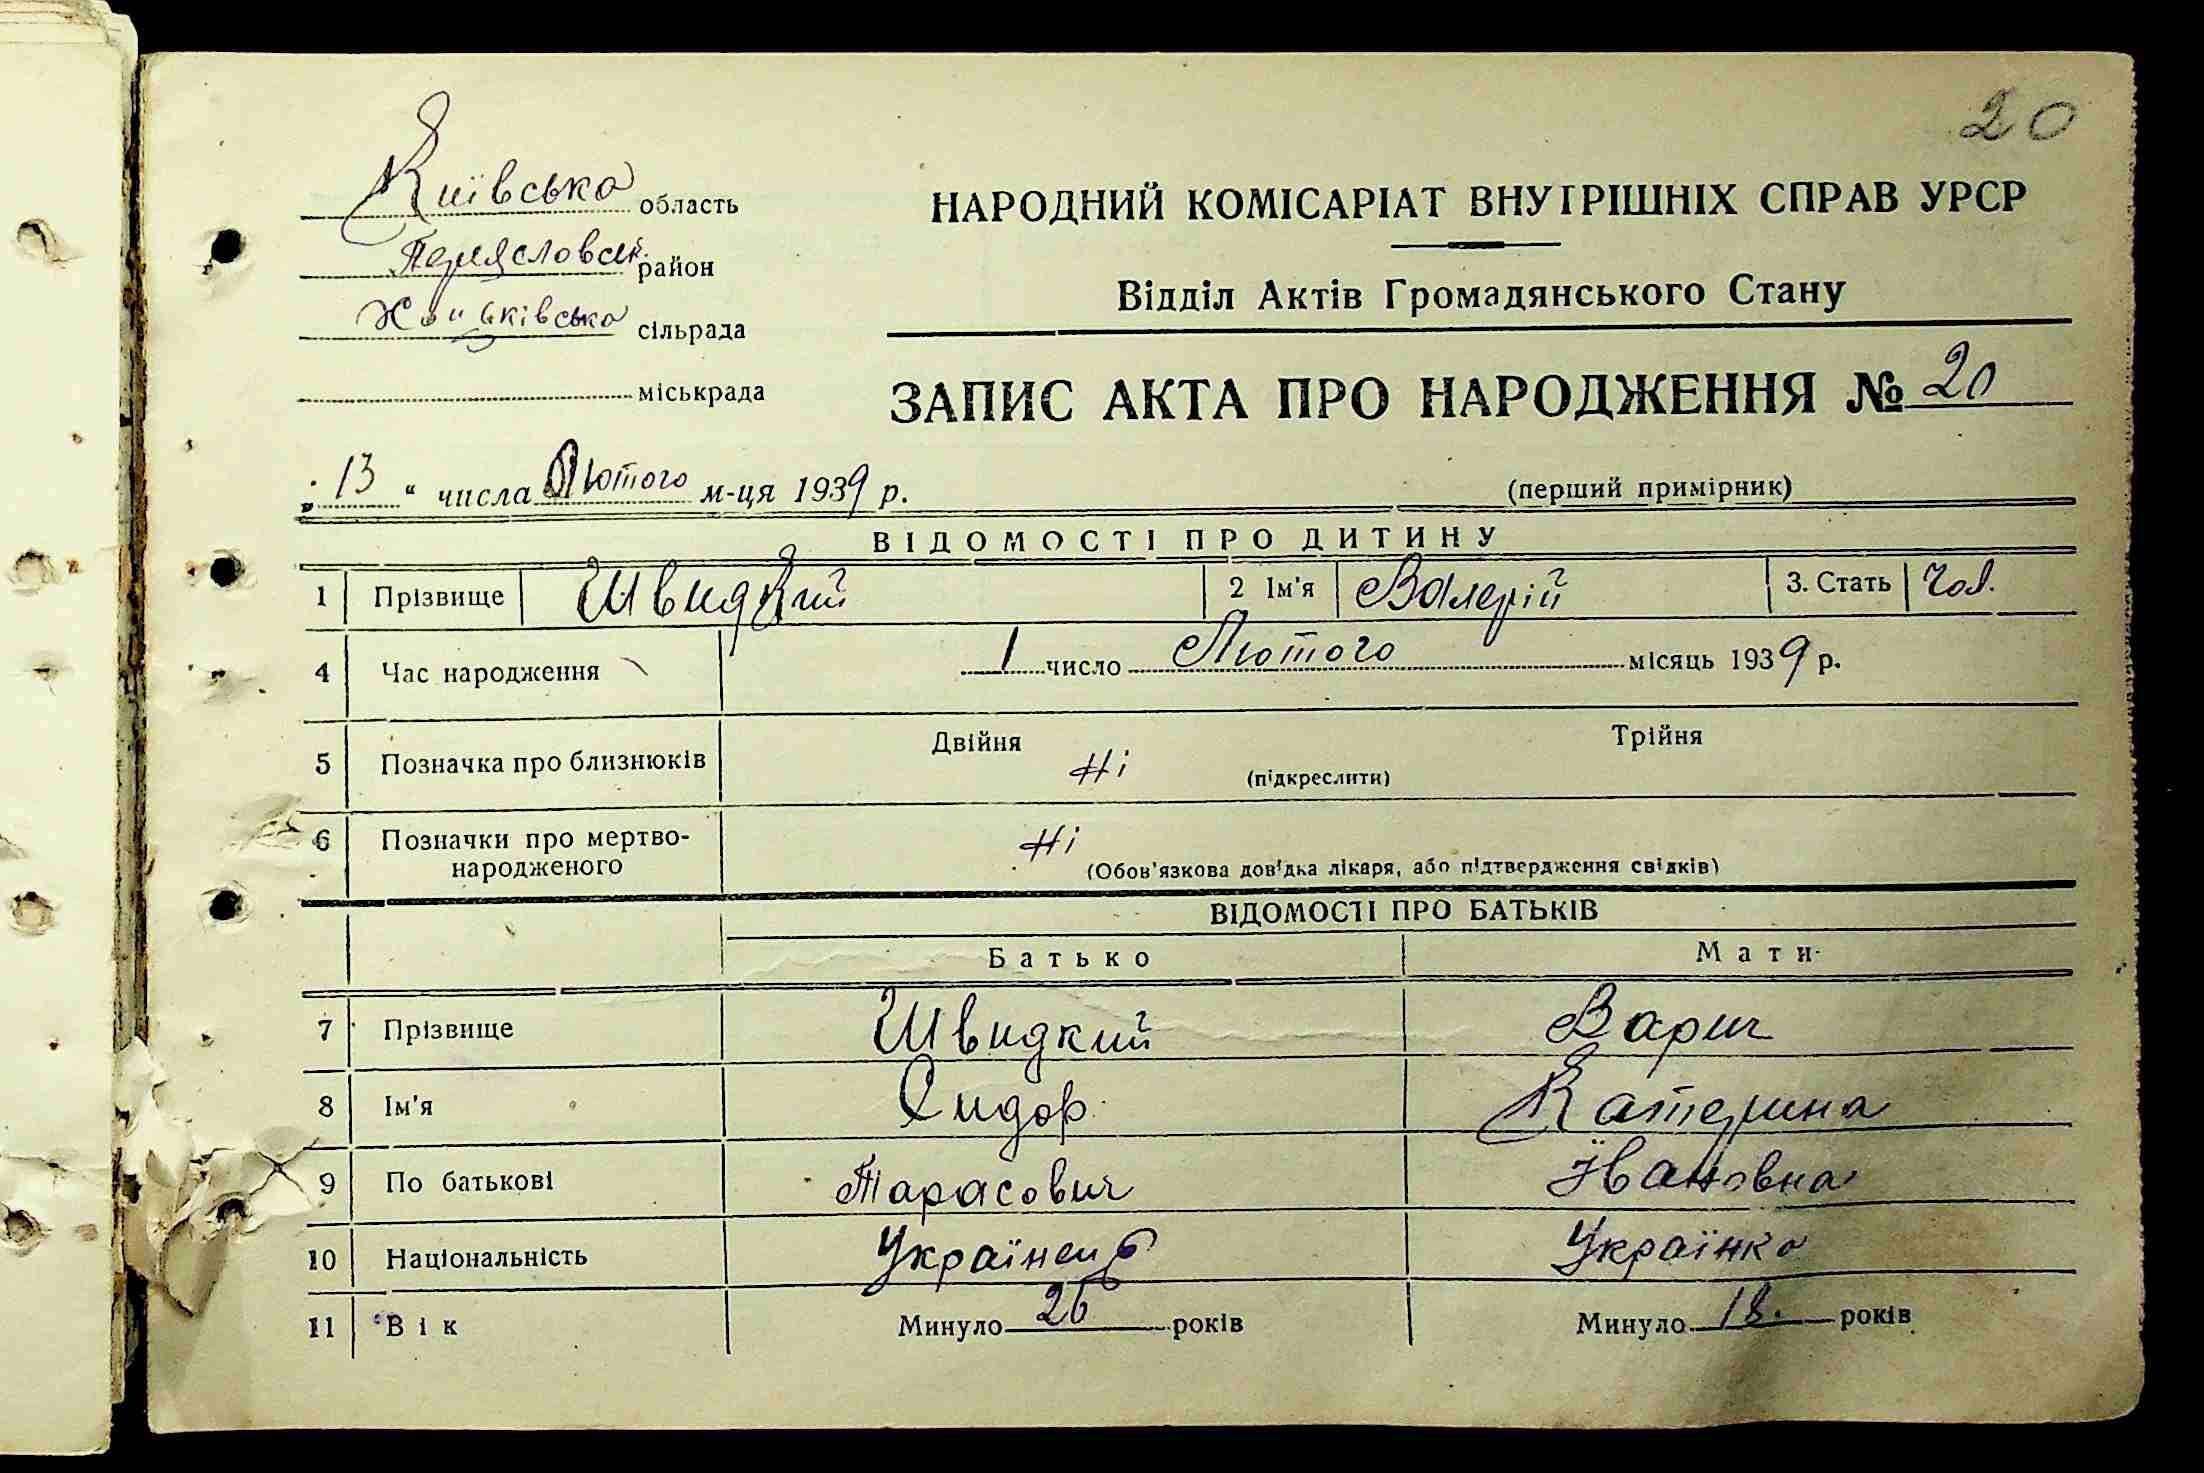 20
Київська область
НАРОДНИЙ КОМІСАРІАТ ВНУТРІШНІХ СПРАВ УРСР
Переяславськ. район
Відділ Актів Громадянського Стану
Хоцьківська сільрада
міськрада
ЗАПИС АКТА ПРО НАРОДЖЕННЯ № 20
„13“ числа Лютого м-ця 1939 р.
(перший примірник)
ВІДОМОСТІ ПРО ДИТИНУ
1 Прізвище Швидкий 2 Ім'я Валерій 3. Стать Чол.
4 Час народження 1 число Лютого місяць 1939 р.
5 Позначка про близнюків Двійня Ні (підкреслити) Трійня
6 Позначки про мертво-
народженого Ні (Обов'язкова довідка лікаря, або підтвердження свідків)
ВІДОМОСТІ ПРО БАТЬКІВ
Батько Мати
7 Прізвище Швидкий Варич
8 Ім'я Сидор Катерина
9 По батькові Тарасович Івановна
10 Національність Українець Українка
11 Вік Минуло 26 років Минуло 18. років